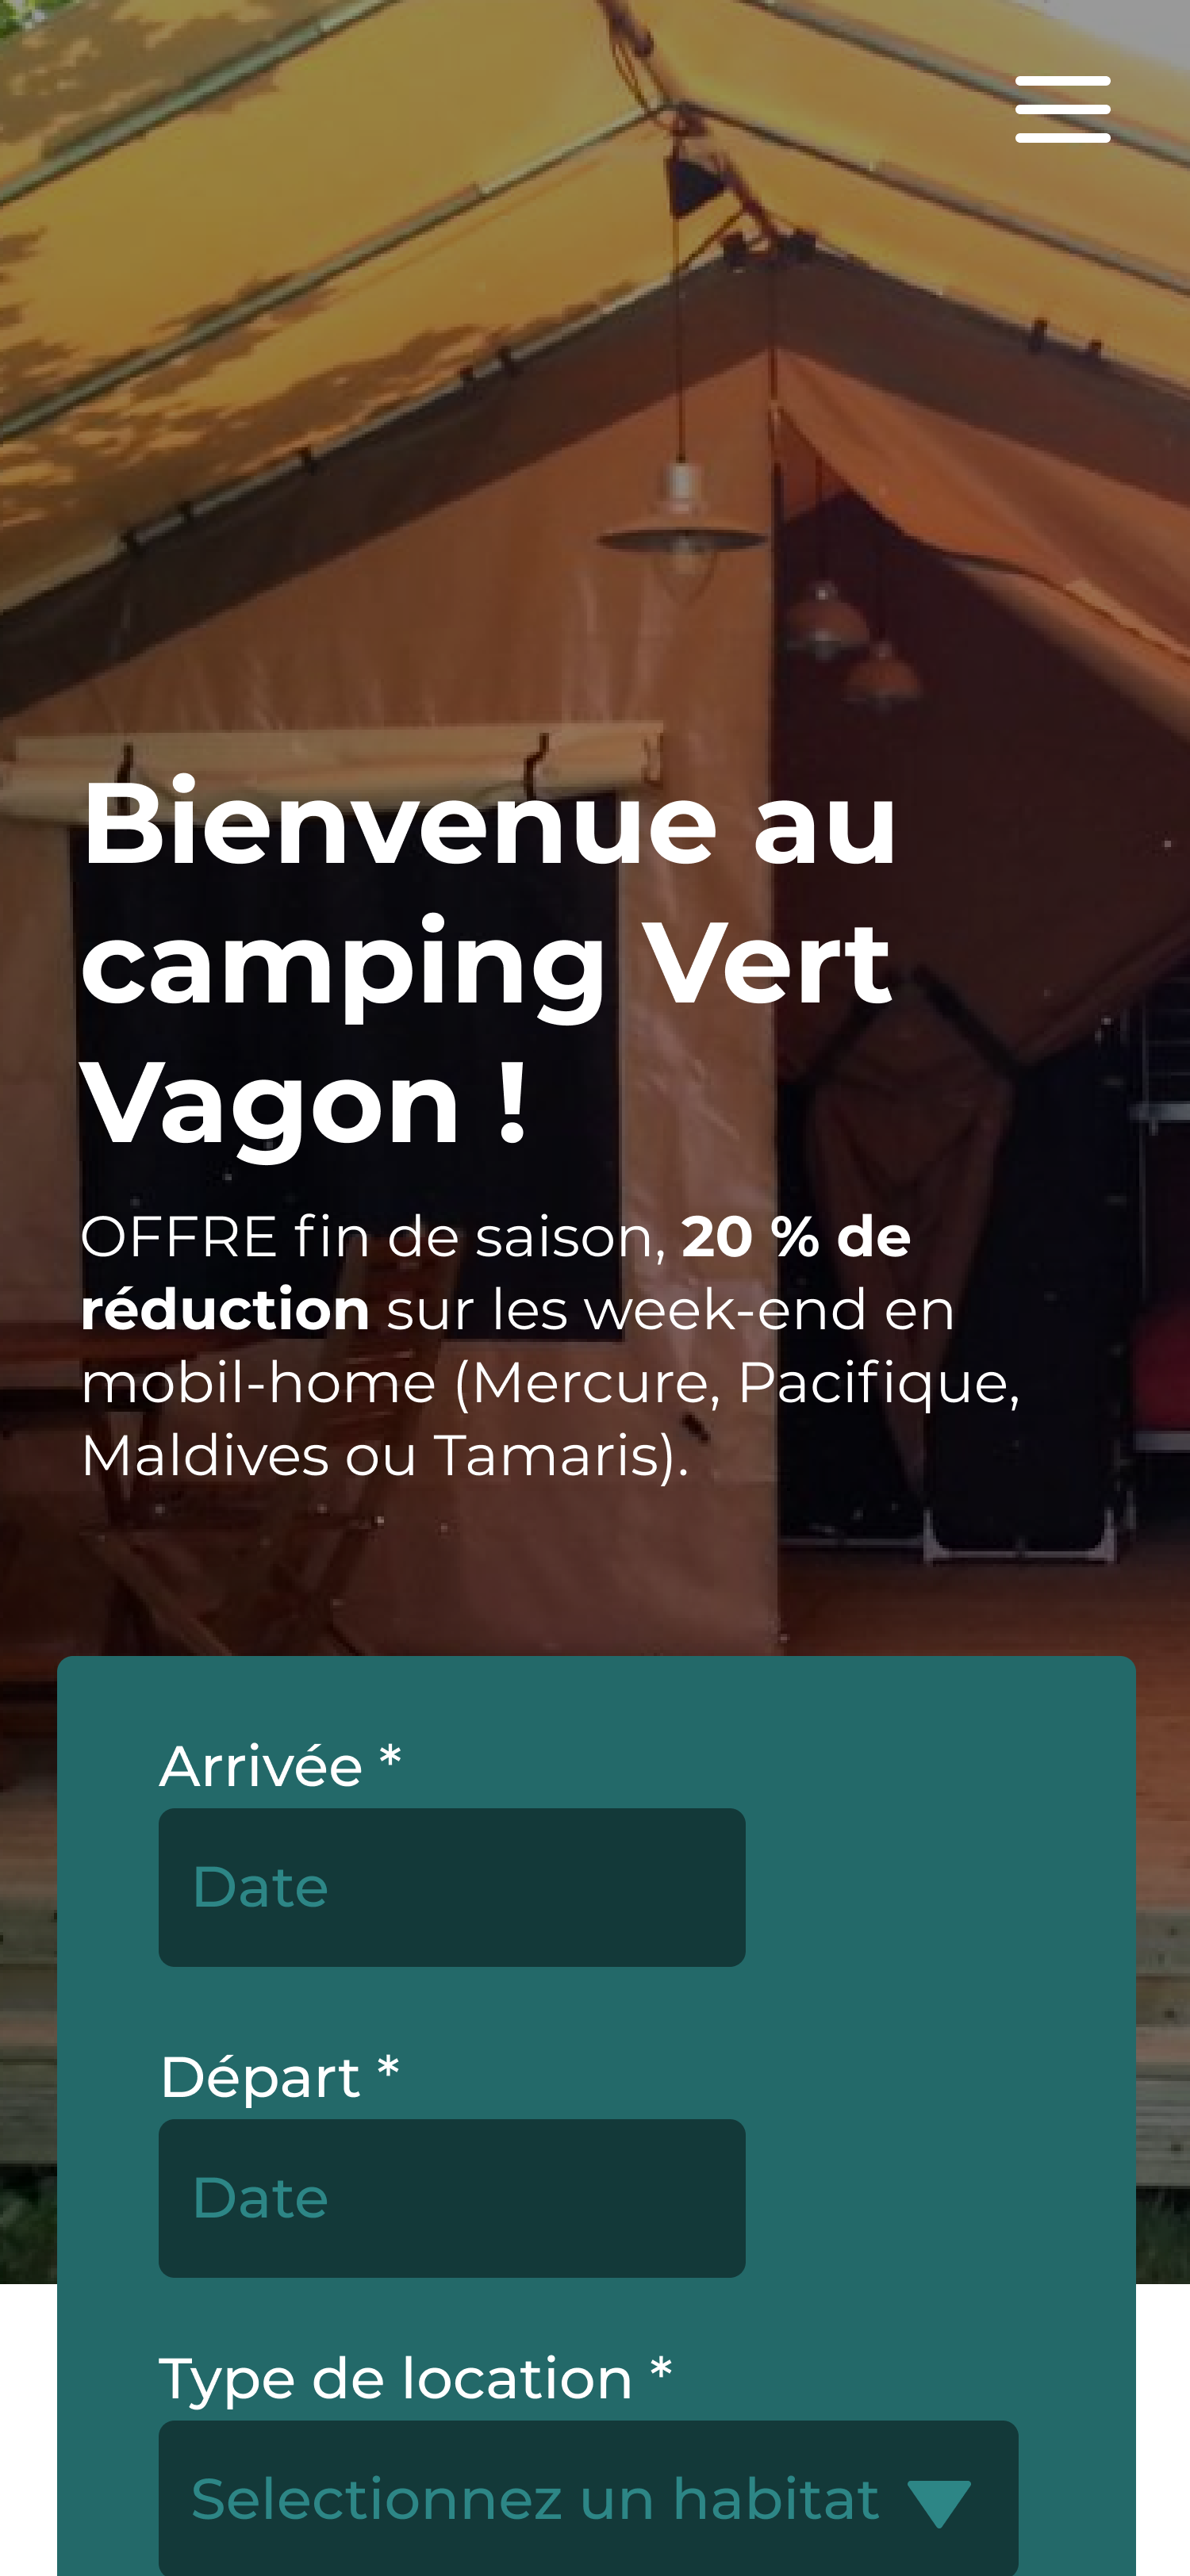 Bienvenue au
camping Vert
Vagon !
OFFRE fin de saison, 20 % de
réduction sur les week-end en
mobil-home (Mercure, Pacifique,
Maldives ou Tamaris).
Arrivée *
Date
Départ *
Date
Type de location *
Selectionnez un habitat